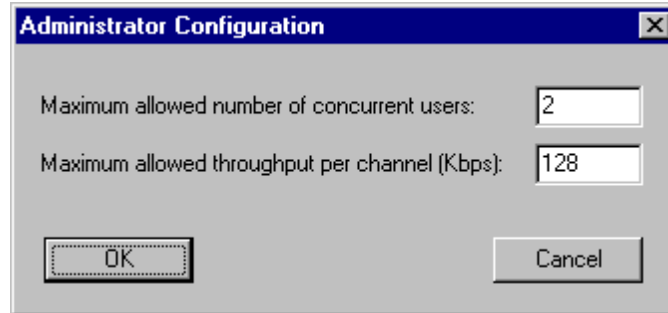 Administrator Configuration
Maximum allowed number of concurrent users: 2
Maximum allowed throughput per channel (Kbps): 128
OK Cancel